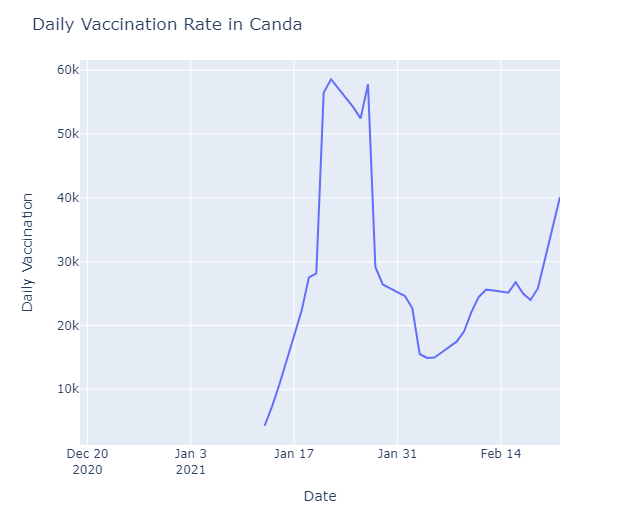 Daily Vaccination Rate in Canda
60k
50k
40k
30k
20k
10k
Daily Vaccination
Dec 20
2020
Jan 3
2021
Jan 17
Jan 31
Feb 14
Date